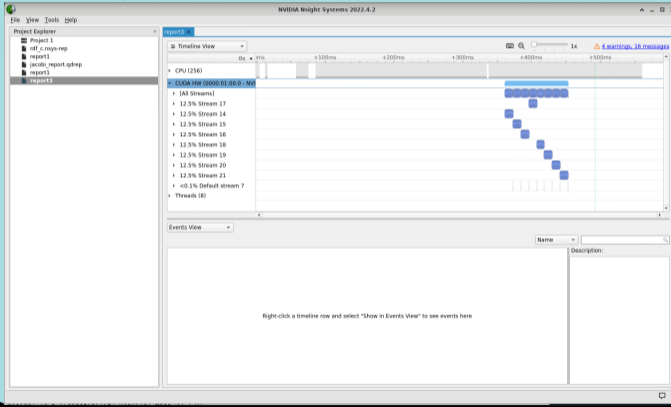 NVIDIA Nsight Systems 2022.4.2
File View Tools Help
Project Explorer
Project 1
rdf_c.nsys-rep
report1
jacobi_report.qdrep
report1
report3
report3
Timeline View
1x
4 warnings, 16 messages
0s
+100ms
+200ms
+300ms
+400ms
+500ms
CPU (256)
CUDA HW (0000:01:00.0 - NVI
[All Streams]
12.5% Stream 17
12.5% Stream 14
12.5% Stream 15
12.5% Stream 16
12.5% Stream 18
12.5% Stream 19
12.5% Stream 20
12.5% Stream 21
<0.1% Default stream 7
Threads (8)
Events View
Name
Description:
Right-click a timeline row and select "Show in Events View" to see events here